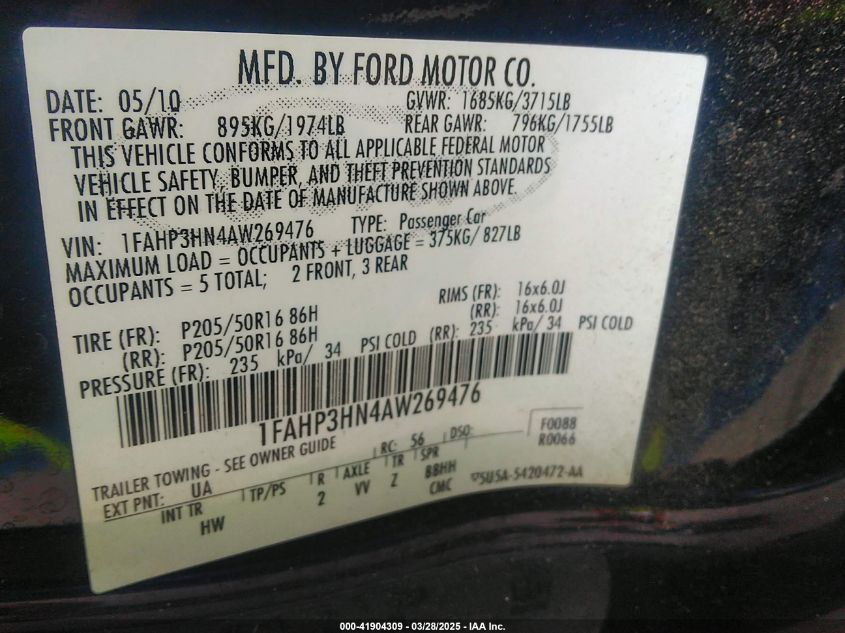 MFD. BY FORD MOTOR CO.
DATE: 05/10 GVWR: 1685KG/3715LB
FRONT GAWR: 895KG/1974LB REAR GAWR: 796KG/1755LB
THIS VEHICLE CONFORMS TO ALL APPLICABLE FEDERAL MOTOR
VEHICLE SAFETY, BUMPER, AND THEFT PREVENTION STANDARDS
IN EFFECT ON THE DATE OF MANUFACTURE SHOWN ABOVE.
VIN: 1FAHP3HN4AW269476 TYPE: Passenger Car
MAXIMUM LOAD = OCCUPANTS + LUGGAGE = 375KG/ 827LB
OCCUPANTS = 5 TOTAL; 2 FRONT, 3 REAR
TIRE (FR): P205/50R16 86H RIMS (FR): 16x6.0J
(RR): P205/50R16 86H (RR): 16x6.0J
PRESSURE (FR): 235 kPa/ 34 PSI COLD (RR): 235 kPa/ 34 PSI COLD
1FAHP3HN4AW269476
F0088
R0066
TRAILER TOWING - SEE OWNER GUIDE RC: 56 DSO:
EXT PNT: UA TP/PS R AXLE TR SPR
INT TR 2 VV Z BBHH
HW CMC 5U5A-5420472-AA
000-41904309 - 03/28/2025 - IAA Inc.